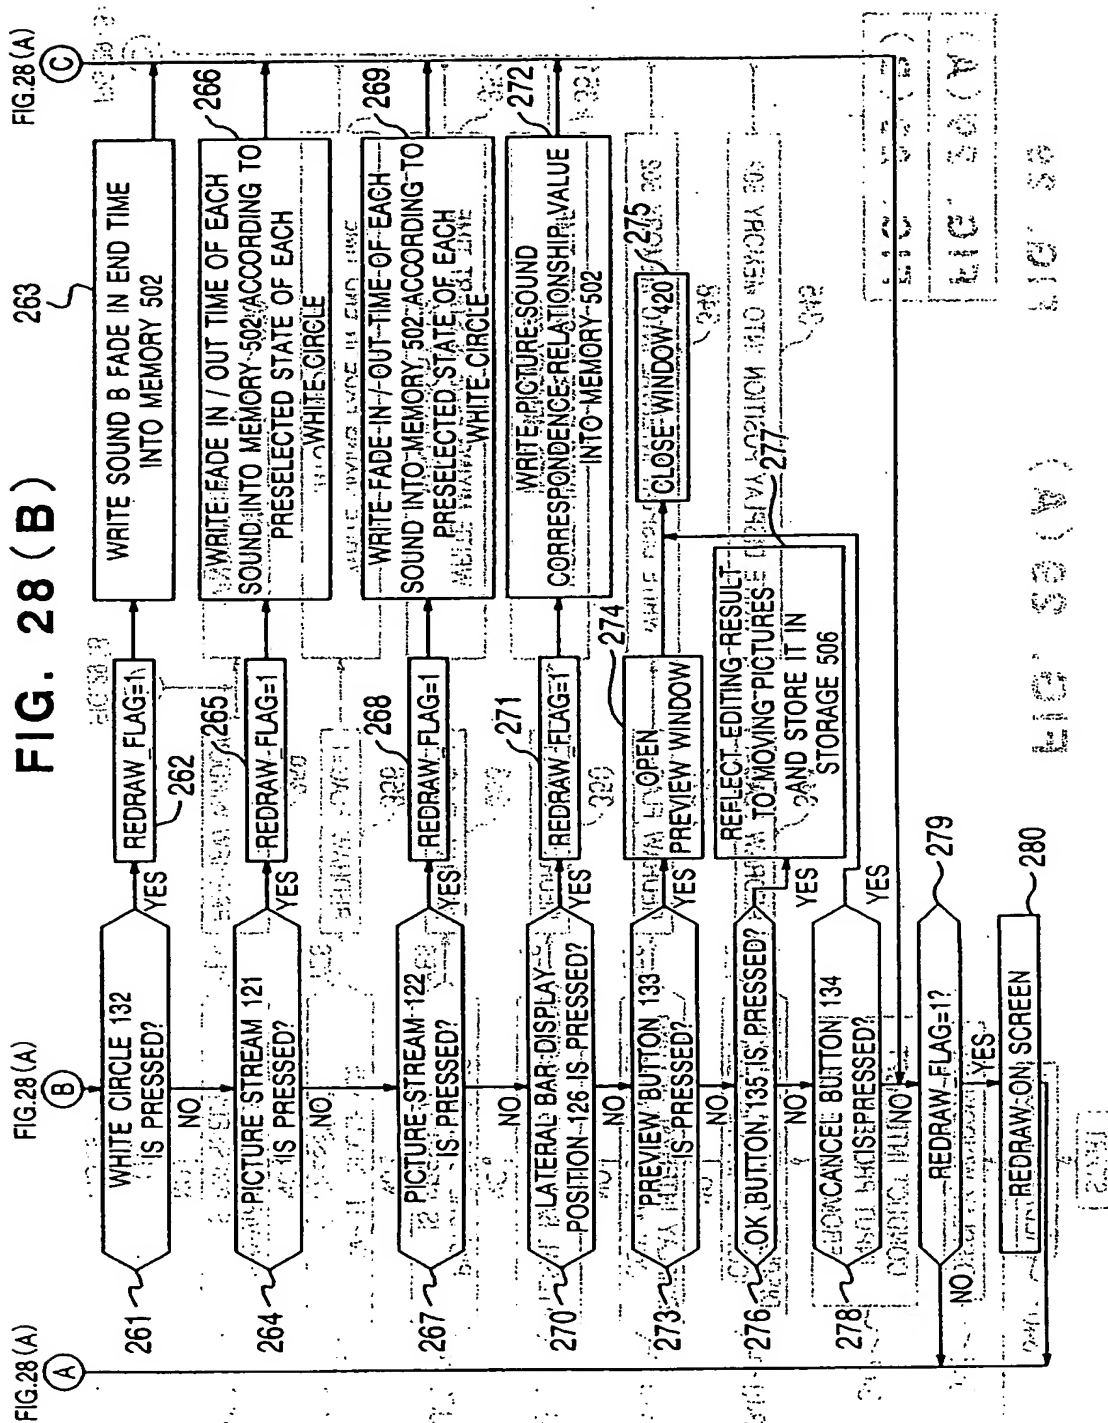 FIG. 28 (B)
FIG.28 (A)
A
FIG.28 (A)
B
FIG.28 (A)
C
261
WHITE CIRCLE 132
IS PRESSED?
YES
NO
262
REDRAW_FLAG=1
263
WRITE SOUND B FADE IN END TIME
INTO MEMORY 502
264
PICTURE STREAM 121
IS PRESSED?
YES
NO
265
REDRAW_FLAG=1
266
WRITE FADE IN / OUT TIME OF EACH
SOUND INTO MEMORY 502 ACCORDING TO
PRESELECTED STATE OF EACH
WHITE CIRCLE
267
PICTURE STREAM 122
IS PRESSED?
YES
NO
268
REDRAW_FLAG=1
269
WRITE FADE IN / OUT TIME OF EACH
SOUND INTO MEMORY 502 ACCORDING TO
PRESELECTED STATE OF EACH
WHITE CIRCLE
270
LATERAL BAR DISPLAY
POSITION 126 IS PRESSED?
YES
NO
271
REDRAW_FLAG=1
272
WRITE PICTURE SOUND
CORRESPONDENCE RELATIONSHIP VALUE
INTO MEMORY 502
273
PREVIEW BUTTON 133
IS PRESSED?
YES
NO
274
OPEN
PREVIEW WINDOW
275
CLOSE WINDOW 420
276
OK BUTTON 135 IS PRESSED?
YES
NO
277
REFLECT EDITING RESULT
TO MOVING PICTURES
AND STORE IT IN
STORAGE 506
278
CANCEL BUTTON 134
IS PRESSED?
YES
NO
279
REDRAW_FLAG=1?
YES
NO
280
REDRAW ON SCREEN